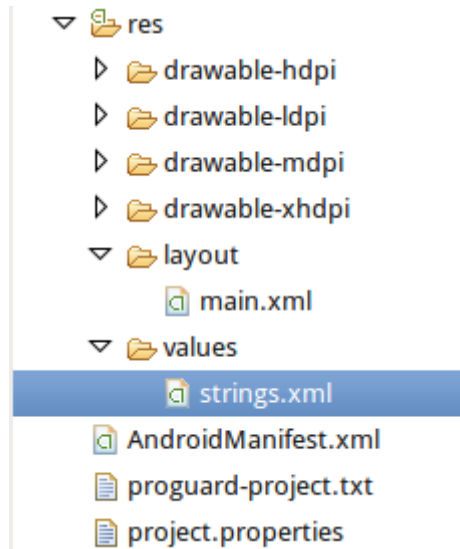 res
drawable-hdpi
drawable-ldpi
drawable-mdpi
drawable-xhdpi
layout
main.xml
values
strings.xml
AndroidManifest.xml
proguard-project.txt
project.properties